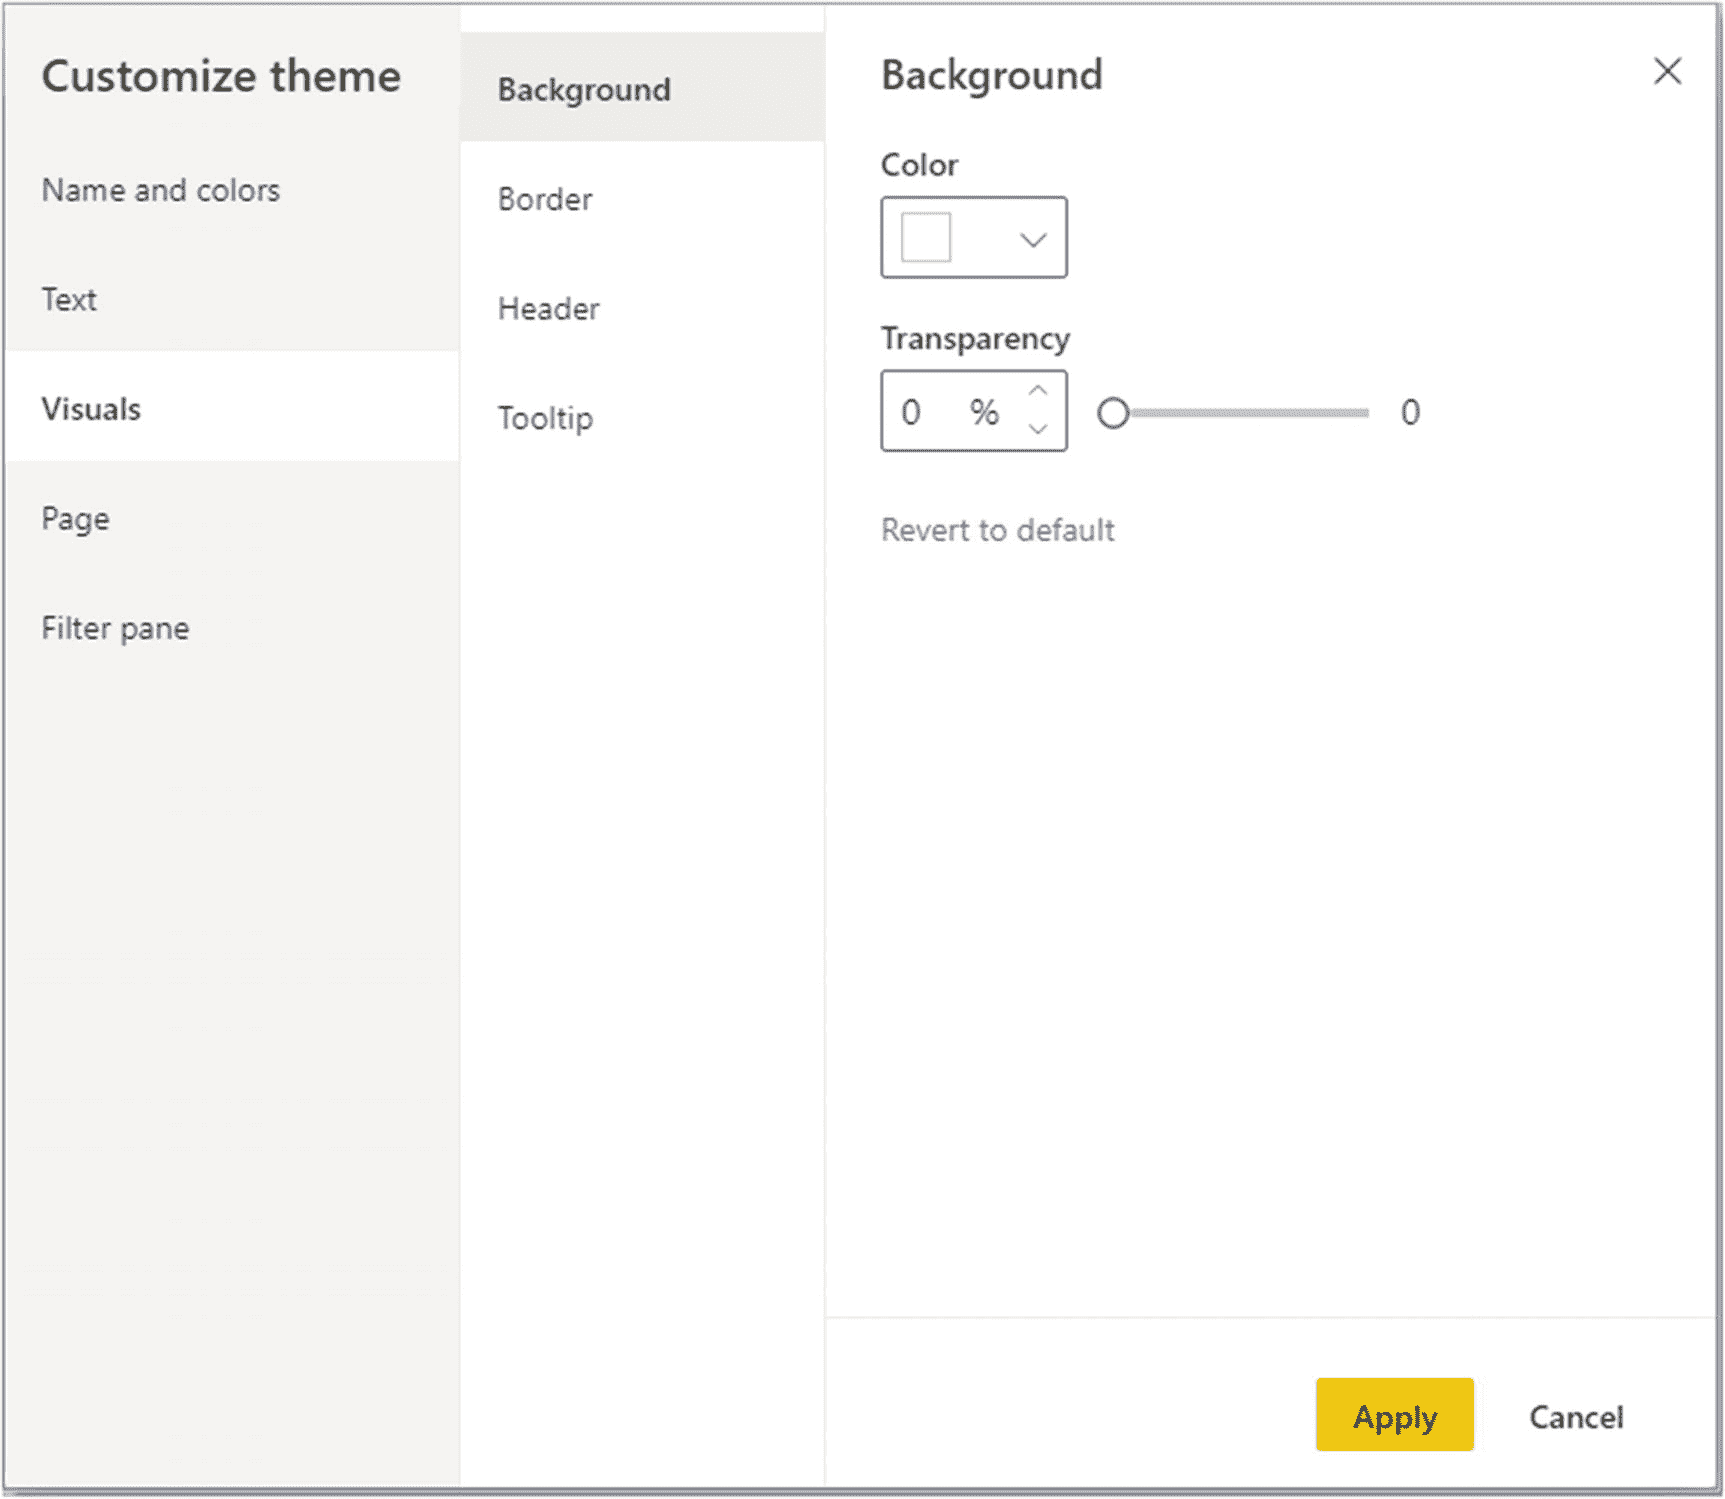 Customize theme
Name and colors
Text
Visuals
Page
Filter pane
Background
Border
Header
Tooltip
Background
Color
Transparency
0 %
0
Revert to default
Apply
Cancel